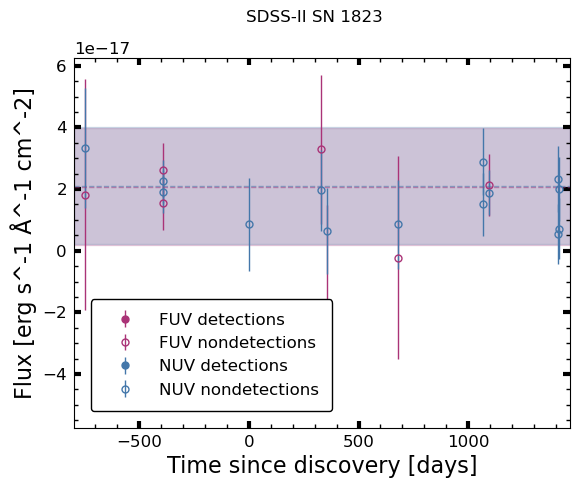 SDSS-II SN 1823
1e−17
6
4
2
0
−2
−4
Flux [erg s^-1 Å^-1 cm^-2]
FUV detections
FUV nondetections
NUV detections
NUV nondetections
−500 0 500 1000
Time since discovery [days]